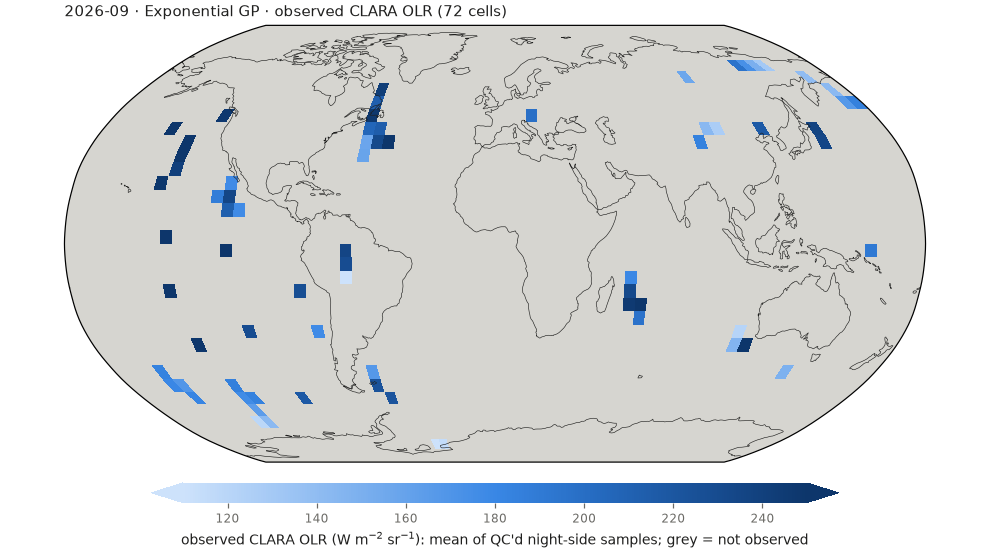 2026-09 · Exponential GP · observed CLARA OLR (72 cells)
120 140 160 180 200 220 240
observed CLARA OLR (W m⁻² sr⁻¹): mean of QC'd night-side samples; grey = not observed